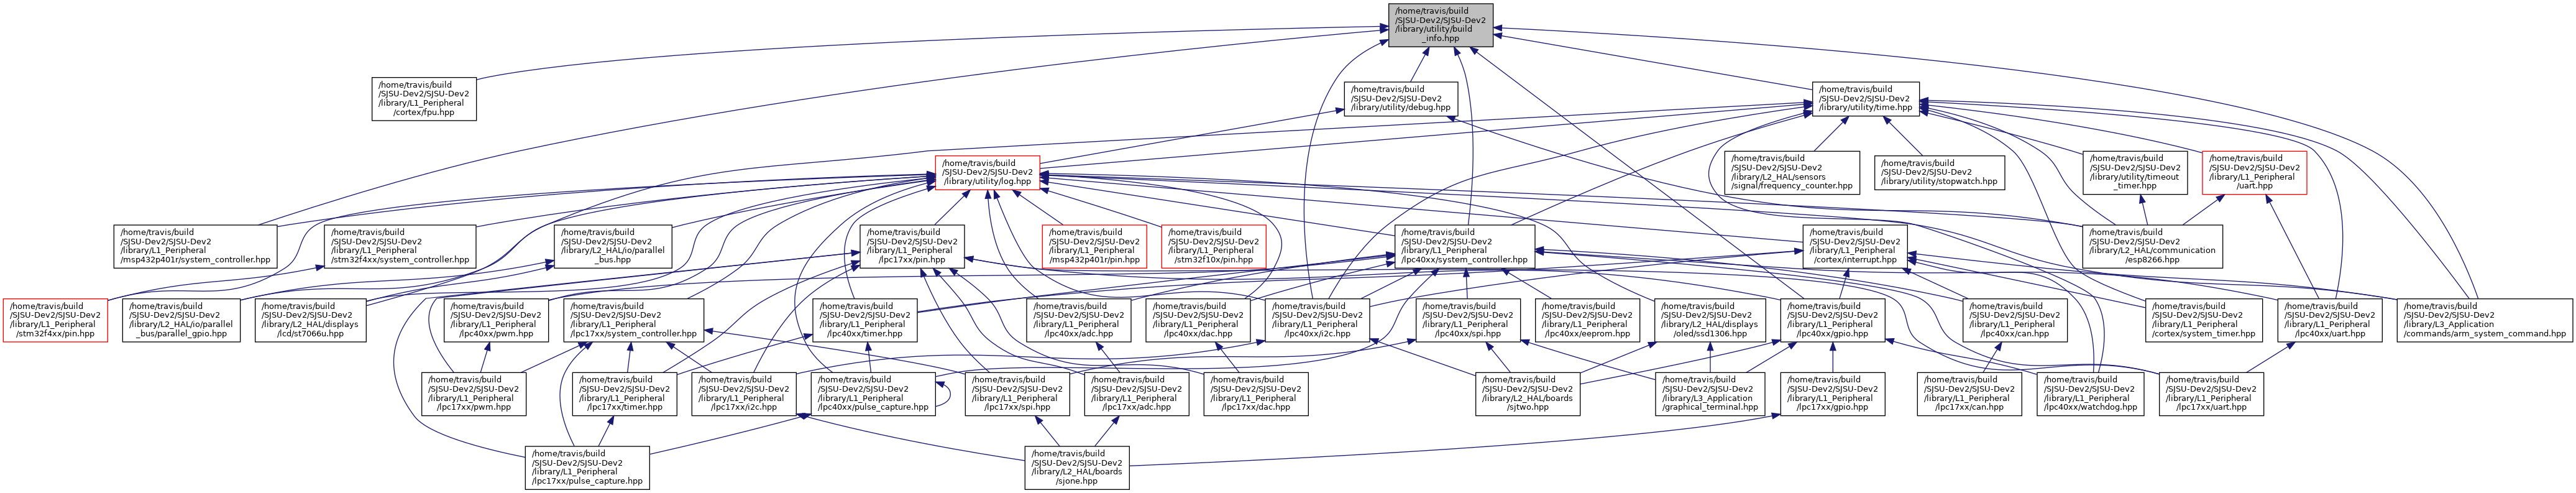 /home/travis/build
/SJSU-Dev2/SJSU-Dev2
/library/utility/build
_info.hpp
/home/travis/build
/SJSU-Dev2/SJSU-Dev2
/library/L1_Peripheral
/cortex/fpu.hpp
/home/travis/build
/SJSU-Dev2/SJSU-Dev2
/library/utility/debug.hpp
/home/travis/build
/SJSU-Dev2/SJSU-Dev2
/library/utility/time.hpp
/home/travis/build
/SJSU-Dev2/SJSU-Dev2
/library/utility/log.hpp
/home/travis/build
/SJSU-Dev2/SJSU-Dev2
/library/L2_HAL/sensors
/signal/frequency_counter.hpp
/home/travis/build
/SJSU-Dev2/SJSU-Dev2
/library/utility/stopwatch.hpp
/home/travis/build
/SJSU-Dev2/SJSU-Dev2
/library/utility/timeout
_timer.hpp
/home/travis/build
/SJSU-Dev2/SJSU-Dev2
/library/L1_Peripheral
/uart.hpp
/home/travis/build
/SJSU-Dev2/SJSU-Dev2
/library/L1_Peripheral
/msp432p401r/system_controller.hpp
/home/travis/build
/SJSU-Dev2/SJSU-Dev2
/library/L1_Peripheral
/stm32f4xx/system_controller.hpp
/home/travis/build
/SJSU-Dev2/SJSU-Dev2
/library/L2_HAL/io/parallel
_bus.hpp
/home/travis/build
/SJSU-Dev2/SJSU-Dev2
/library/L1_Peripheral
/lpc17xx/pin.hpp
/home/travis/build
/SJSU-Dev2/SJSU-Dev2
/library/L1_Peripheral
/msp432p401r/pin.hpp
/home/travis/build
/SJSU-Dev2/SJSU-Dev2
/library/L1_Peripheral
/stm32f10x/pin.hpp
/home/travis/build
/SJSU-Dev2/SJSU-Dev2
/library/L1_Peripheral
/lpc40xx/system_controller.hpp
/home/travis/build
/SJSU-Dev2/SJSU-Dev2
/library/L1_Peripheral
/cortex/interrupt.hpp
/home/travis/build
/SJSU-Dev2/SJSU-Dev2
/library/L2_HAL/communication
/esp8266.hpp
/home/travis/build
/SJSU-Dev2/SJSU-Dev2
/library/L1_Peripheral
/stm32f4xx/pin.hpp
/home/travis/build
/SJSU-Dev2/SJSU-Dev2
/library/L2_HAL/io/parallel
_bus/parallel_gpio.hpp
/home/travis/build
/SJSU-Dev2/SJSU-Dev2
/library/L2_HAL/displays
/lcd/st7066u.hpp
/home/travis/build
/SJSU-Dev2/SJSU-Dev2
/library/L1_Peripheral
/lpc40xx/pwm.hpp
/home/travis/build
/SJSU-Dev2/SJSU-Dev2
/library/L1_Peripheral
/lpc17xx/system_controller.hpp
/home/travis/build
/SJSU-Dev2/SJSU-Dev2
/library/L1_Peripheral
/lpc40xx/timer.hpp
/home/travis/build
/SJSU-Dev2/SJSU-Dev2
/library/L1_Peripheral
/lpc40xx/adc.hpp
/home/travis/build
/SJSU-Dev2/SJSU-Dev2
/library/L1_Peripheral
/lpc40xx/dac.hpp
/home/travis/build
/SJSU-Dev2/SJSU-Dev2
/library/L1_Peripheral
/lpc40xx/i2c.hpp
/home/travis/build
/SJSU-Dev2/SJSU-Dev2
/library/L1_Peripheral
/lpc40xx/spi.hpp
/home/travis/build
/SJSU-Dev2/SJSU-Dev2
/library/L1_Peripheral
/lpc40xx/eeprom.hpp
/home/travis/build
/SJSU-Dev2/SJSU-Dev2
/library/L2_HAL/displays
/oled/ssd1306.hpp
/home/travis/build
/SJSU-Dev2/SJSU-Dev2
/library/L1_Peripheral
/lpc40xx/gpio.hpp
/home/travis/build
/SJSU-Dev2/SJSU-Dev2
/library/L1_Peripheral
/lpc40xx/can.hpp
/home/travis/build
/SJSU-Dev2/SJSU-Dev2
/library/L1_Peripheral
/cortex/system_timer.hpp
/home/travis/build
/SJSU-Dev2/SJSU-Dev2
/library/L1_Peripheral
/lpc40xx/uart.hpp
/home/travis/build
/SJSU-Dev2/SJSU-Dev2
/library/L3_Application
/commands/arm_system_command.hpp
/home/travis/build
/SJSU-Dev2/SJSU-Dev2
/library/L1_Peripheral
/lpc17xx/pwm.hpp
/home/travis/build
/SJSU-Dev2/SJSU-Dev2
/library/L1_Peripheral
/lpc17xx/timer.hpp
/home/travis/build
/SJSU-Dev2/SJSU-Dev2
/library/L1_Peripheral
/lpc17xx/i2c.hpp
/home/travis/build
/SJSU-Dev2/SJSU-Dev2
/library/L1_Peripheral
/lpc40xx/pulse_capture.hpp
/home/travis/build
/SJSU-Dev2/SJSU-Dev2
/library/L1_Peripheral
/lpc17xx/spi.hpp
/home/travis/build
/SJSU-Dev2/SJSU-Dev2
/library/L1_Peripheral
/lpc17xx/adc.hpp
/home/travis/build
/SJSU-Dev2/SJSU-Dev2
/library/L1_Peripheral
/lpc17xx/dac.hpp
/home/travis/build
/SJSU-Dev2/SJSU-Dev2
/library/L2_HAL/boards
/sjtwo.hpp
/home/travis/build
/SJSU-Dev2/SJSU-Dev2
/library/L3_Application
/graphical_terminal.hpp
/home/travis/build
/SJSU-Dev2/SJSU-Dev2
/library/L1_Peripheral
/lpc17xx/gpio.hpp
/home/travis/build
/SJSU-Dev2/SJSU-Dev2
/library/L1_Peripheral
/lpc17xx/can.hpp
/home/travis/build
/SJSU-Dev2/SJSU-Dev2
/library/L1_Peripheral
/lpc40xx/watchdog.hpp
/home/travis/build
/SJSU-Dev2/SJSU-Dev2
/library/L1_Peripheral
/lpc17xx/uart.hpp
/home/travis/build
/SJSU-Dev2/SJSU-Dev2
/library/L1_Peripheral
/lpc17xx/pulse_capture.hpp
/home/travis/build
/SJSU-Dev2/SJSU-Dev2
/library/L2_HAL/boards
/sjone.hpp